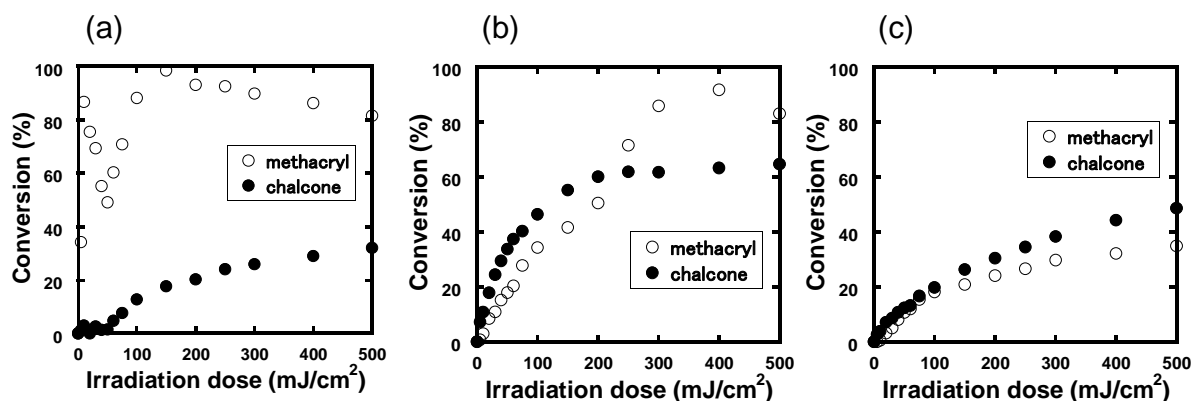 (a)
100
80
60
40
20
0
Conversion (%)
methacryl
chalcone
0 100 200 300 400 500
Irradiation dose (mJ/cm²)
(b)
100
80
60
40
20
0
Conversion (%)
methacryl
chalcone
0 100 200 300 400 500
Irradiation dose (mJ/cm²)
(c)
100
80
60
40
20
0
Conversion (%)
methacryl
chalcone
0 100 200 300 400 500
Irradiation dose (mJ/cm²)